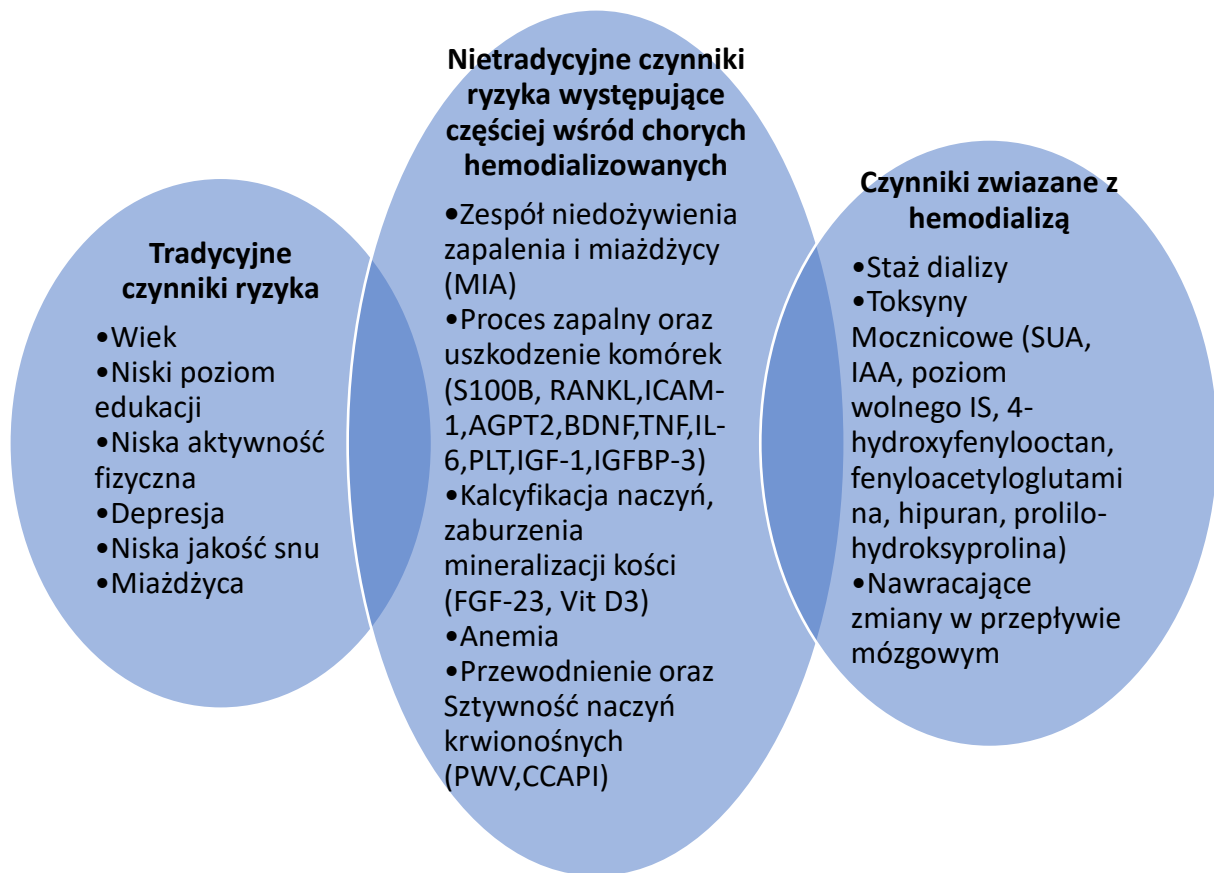 Tradycyjne
czynniki ryzyka
•Wiek
•Niski poziom
edukacji
•Niska aktywność
fizyczna
•Depresja
•Niska jakość snu
•Miażdżyca
Nietradycyjne czynniki
ryzyka występujące
częściej wśród chorych
hemodializowanych
•Zespół niedożywienia
zapalenia i miażdżycy
(MIA)
•Proces zapalny oraz
uszkodzenie komórek
(S100B, RANKL,ICAM-
1,AGPT2,BDNF,TNF,IL-
6,PLT,IGF-1,IGFBP-3)
•Kalcyfikacja naczyń,
zaburzenia
mineralizacji kości
(FGF-23, Vit D3)
•Anemia
•Przewodnienie oraz
Sztywność naczyń
krwionośnych
(PWV,CCAPI)
Czynniki zwiazane z
hemodializą
•Staż dializy
•Toksyny
Mocznicowe (SUA,
IAA, poziom
wolnego IS, 4-
hydroxyfenylooctan,
fenyloacetyloglutami
na, hipuran, prolilo-
hydroksyprolina)
•Nawracające
zmiany w przepływie
mózgowym